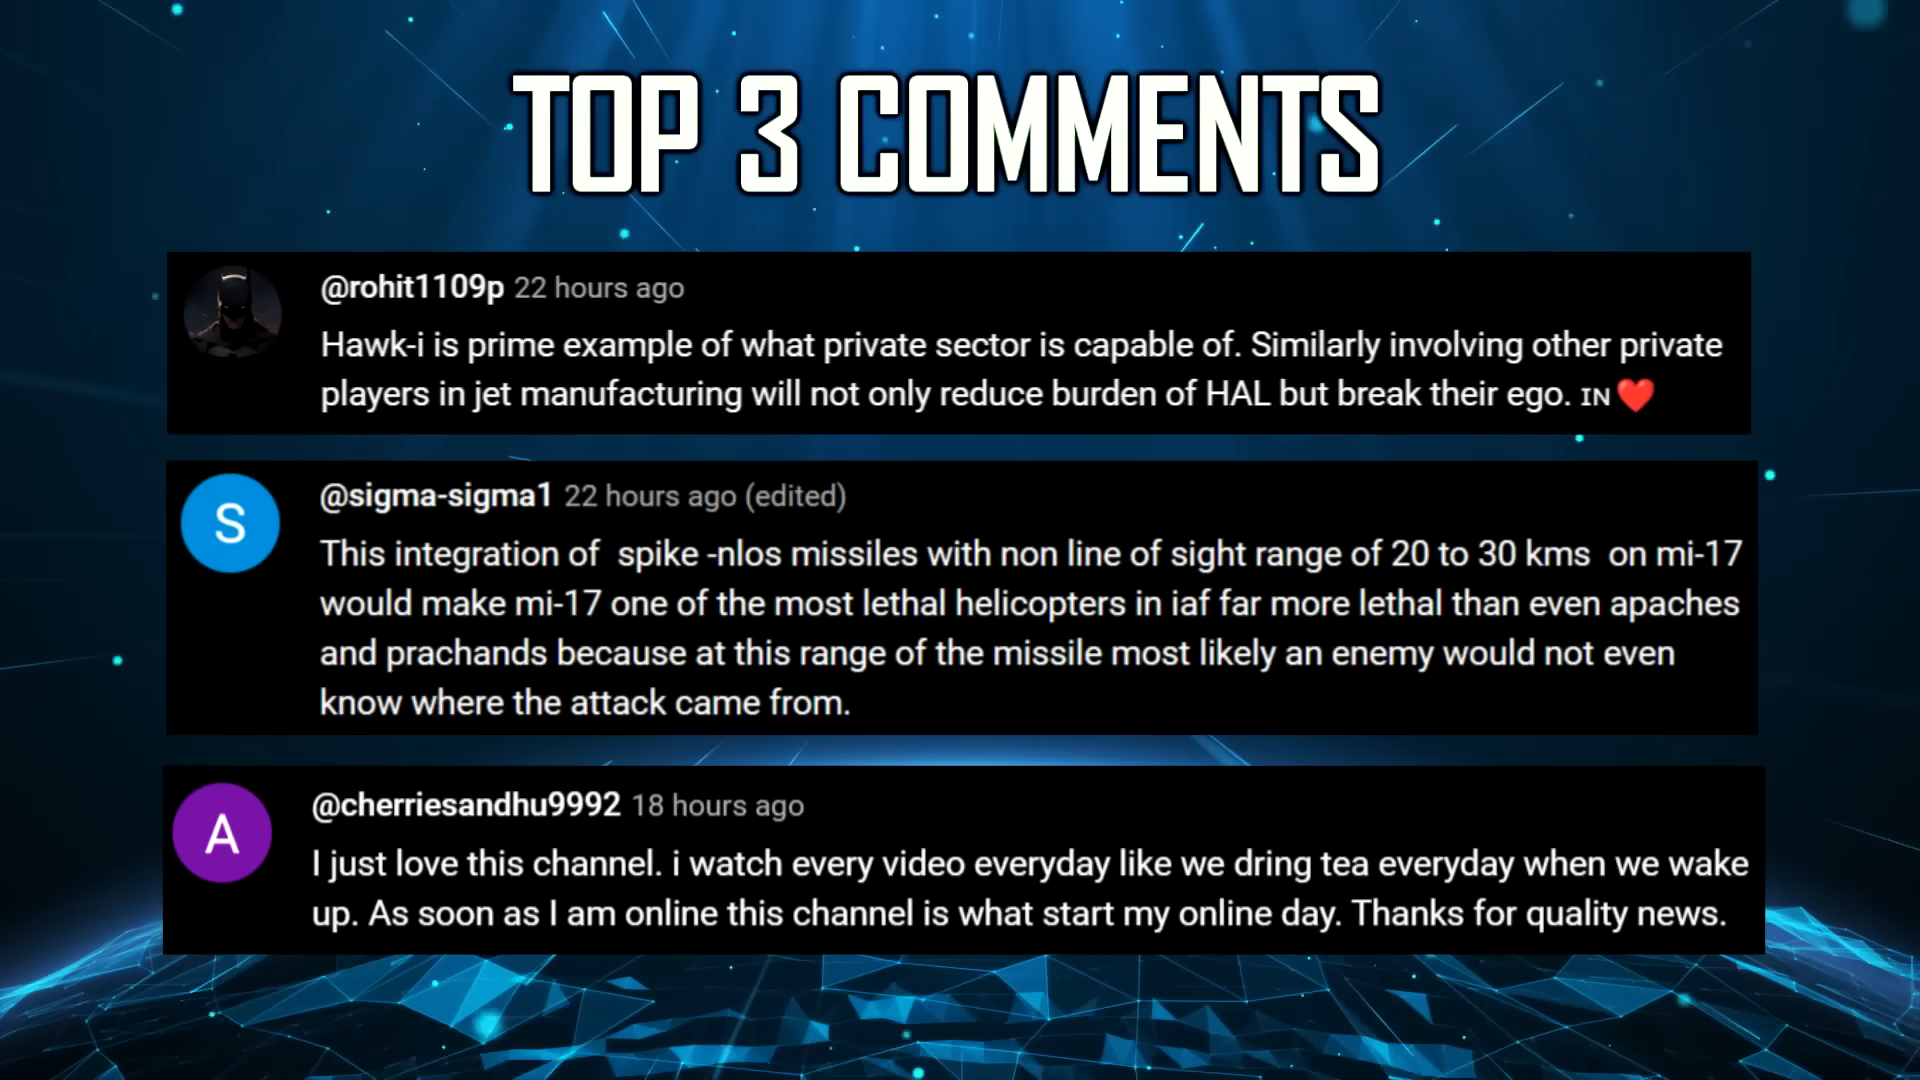 TOP 3 COMMENTS
@rohit1109p 22 hours ago
Hawk-i is prime example of what private sector is capable of. Similarly involving other private
players in jet manufacturing will not only reduce burden of HAL but break their ego. IN ❤️
S
@sigma-sigma1 22 hours ago (edited)
This integration of  spike -nlos missiles with non line of sight range of 20 to 30 kms  on mi-17
would make mi-17 one of the most lethal helicopters in iaf far more lethal than even apaches
and prachands because at this range of the missile most likely an enemy would not even
know where the attack came from.
A
@cherriesandhu9992 18 hours ago
I just love this channel. i watch every video everyday like we dring tea everyday when we wake
up. As soon as I am online this channel is what start my online day. Thanks for quality news.